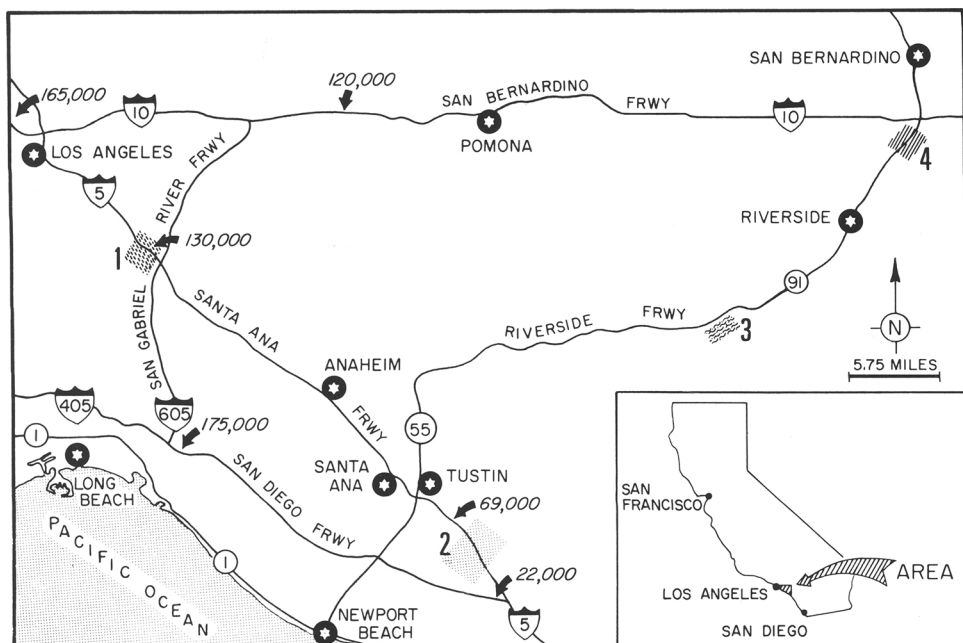 SAN BERNARDINO
120,000
165,000
10
SAN BERNARDINO FRWY
10
LOS ANGELES
POMONA
4
5
RIVER FRWY
SAN GABRIEL
RIVERSIDE
1
130,000
91
SANTA ANA FRWY
RIVERSIDE FRWY
3
N
5.75 MILES
ANAHEIM
405
605
175,000
55
1
LONG
BEACH
SAN DIEGO FRWY
SANTA
ANA
TUSTIN
69,000
2
22,000
PACIFIC OCEAN
1
NEWPORT
BEACH
5
SAN
FRANCISCO
LOS ANGELES
AREA
SAN DIEGO